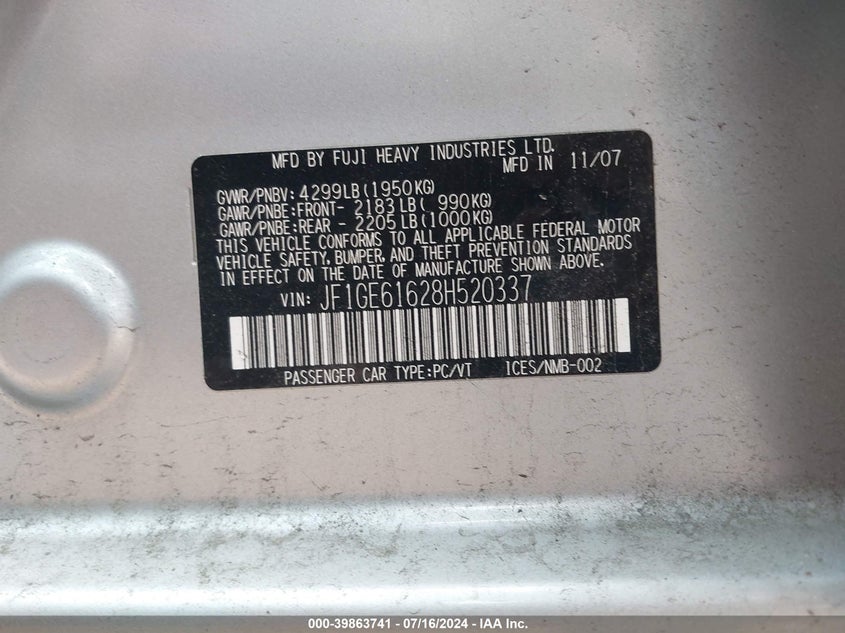 MFD BY FUJI HEAVY INDUSTRIES LTD.
MFD IN 11/07
GVWR/PNBV: 4299LB(1950KG)
GAWR/PNBE:FRONT- 2183LB( 990KG)
GAWR/PNBE:REAR - 2205LB(1000KG)
THIS VEHICLE CONFORMS TO ALL APPLICABLE FEDERAL MOTOR
VEHICLE SAFETY, BUMPER, AND THEFT PREVENTION STANDARDS
IN EFFECT ON THE DATE OF MANUFACTURE SHOWN ABOVE.
VIN: JF1GE61628H520337
PASSENGER CAR TYPE:PC/VT ICES/NMB-002
000-39863741 - 07/16/2024 - IAA Inc.